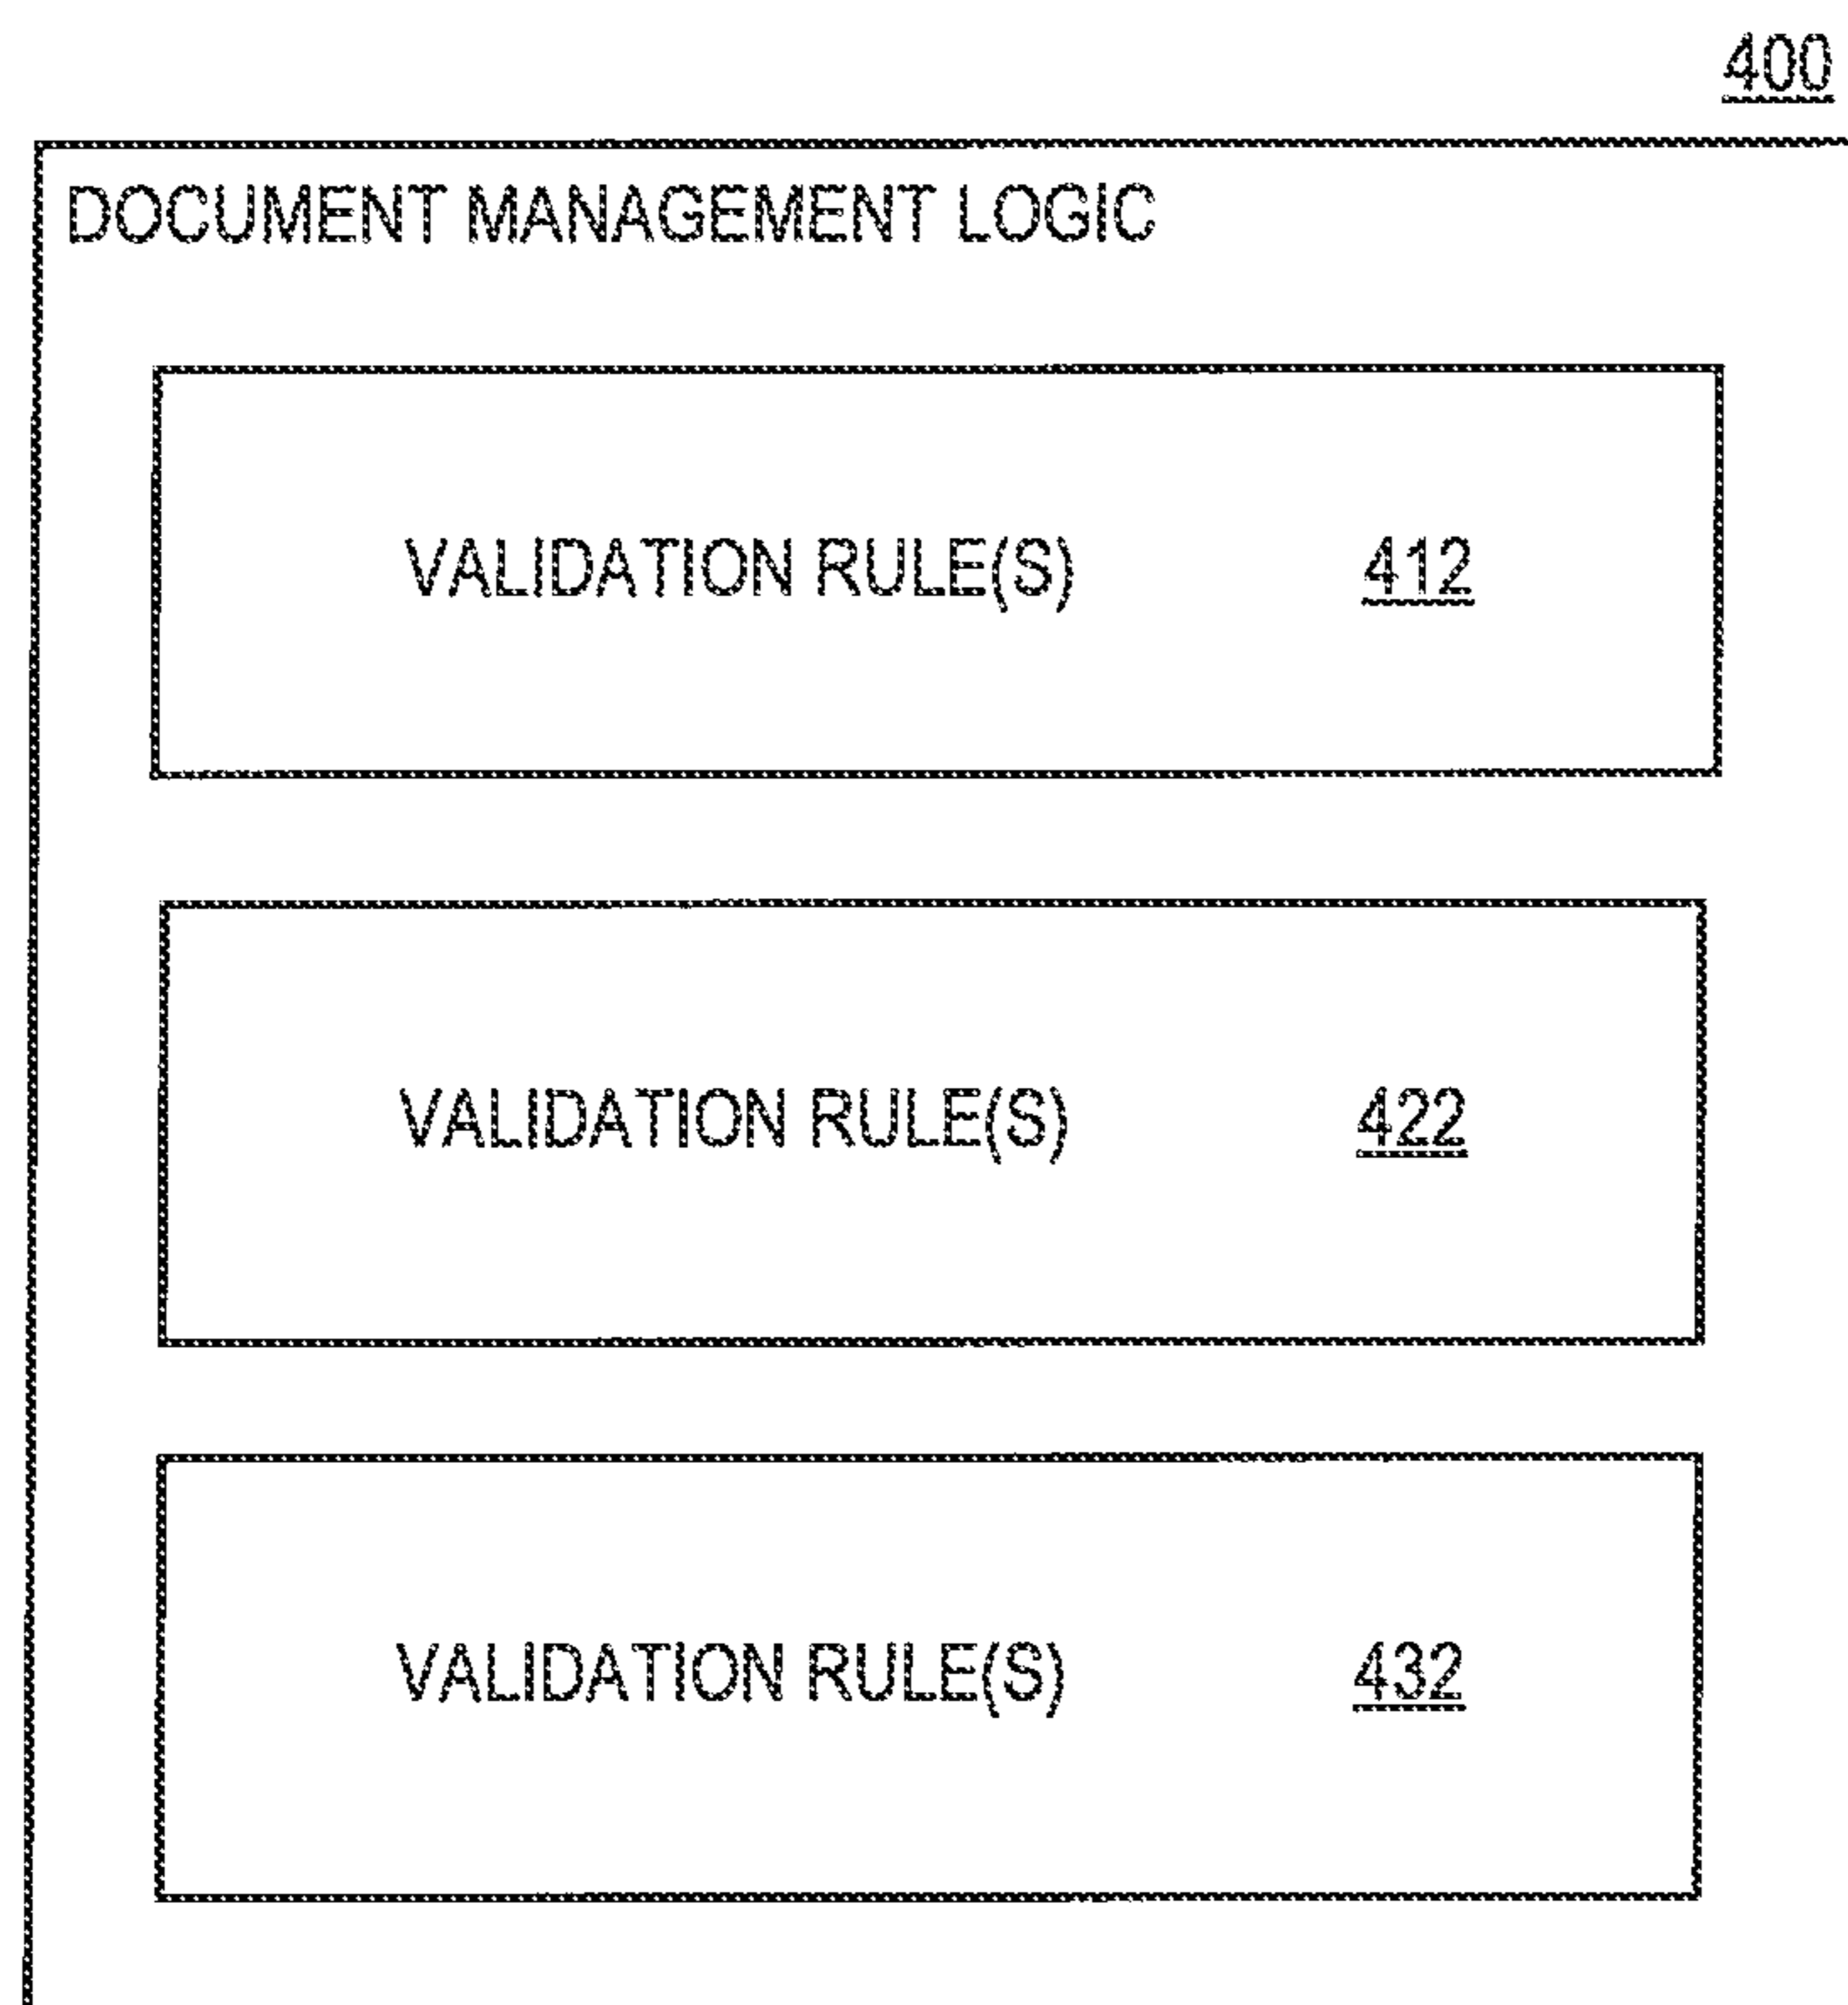 400
DOCUMENT MANAGEMENT LOGIC
VALIDATION RULE(S) 412
VALIDATION RULE(S) 422
VALIDATION RULE(S) 432